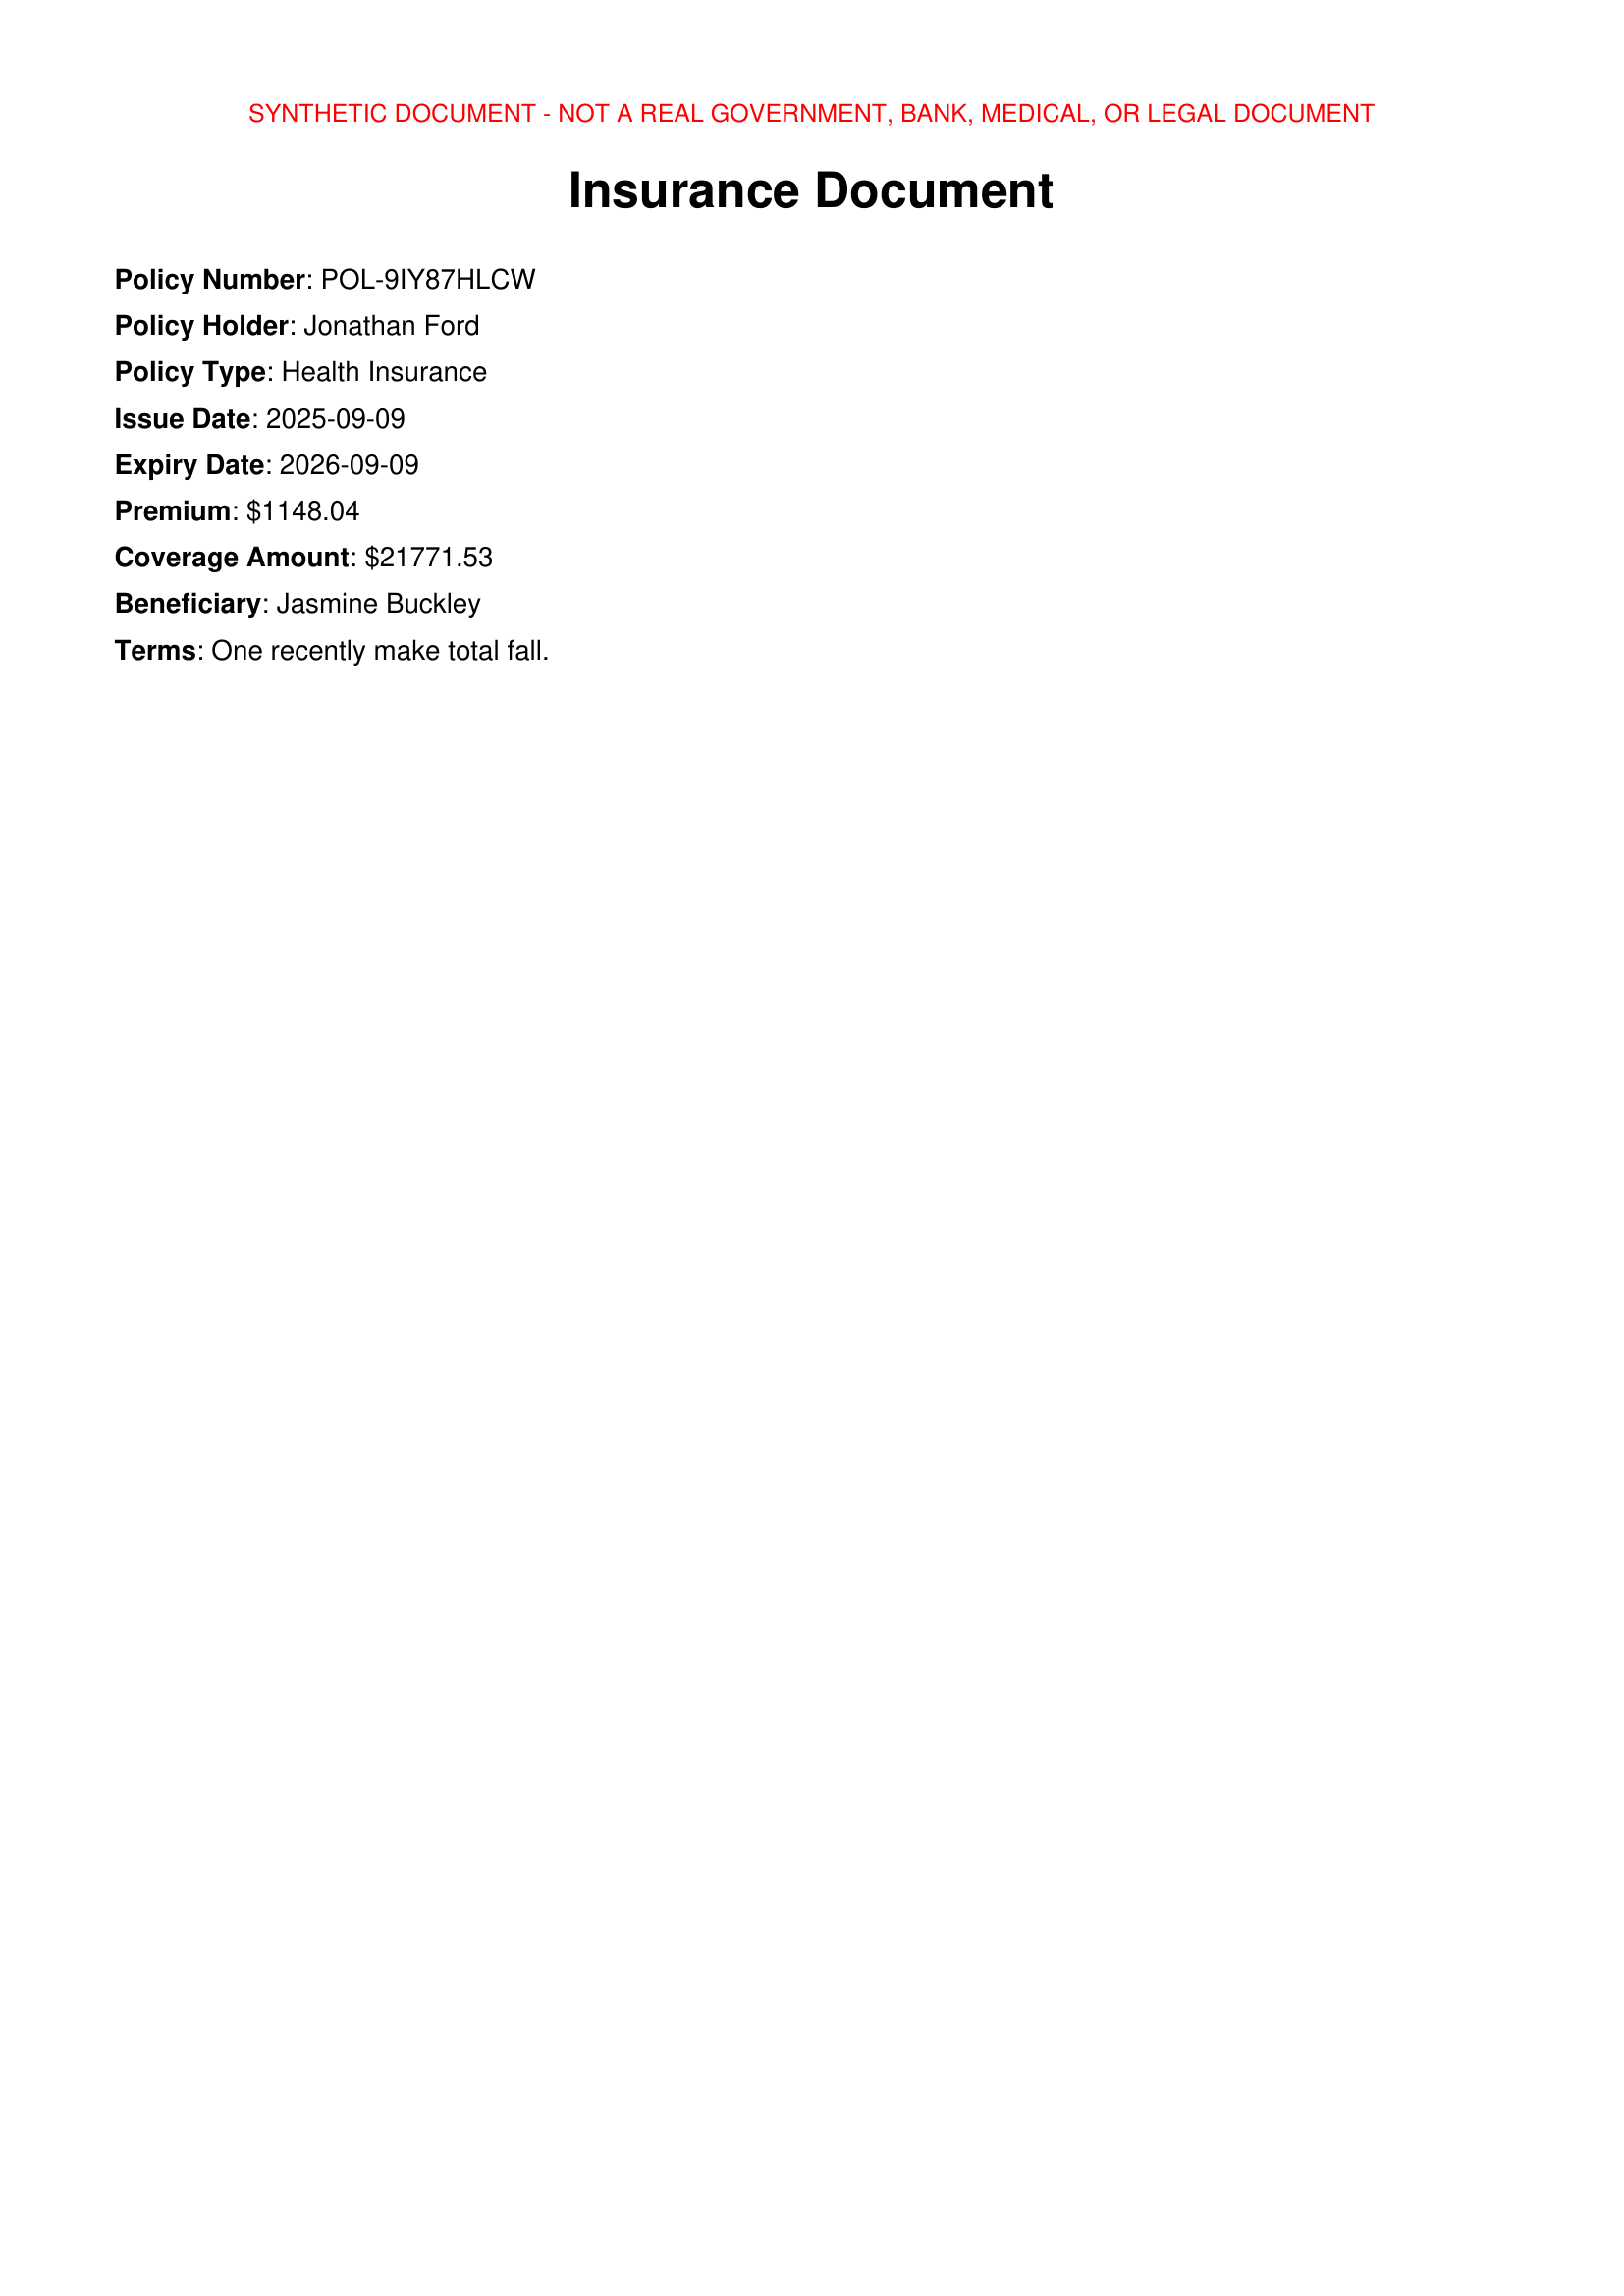 SYNTHETIC DOCUMENT - NOT A REAL GOVERNMENT, BANK, MEDICAL, OR LEGAL DOCUMENT
Insurance Document
Policy Number: POL-9IY87HLCW
Policy Holder: Jonathan Ford
Policy Type: Health Insurance
Issue Date: 2025-09-09
Expiry Date: 2026-09-09
Premium: $1148.04
Coverage Amount: $21771.53
Beneficiary: Jasmine Buckley
Terms: One recently make total fall.